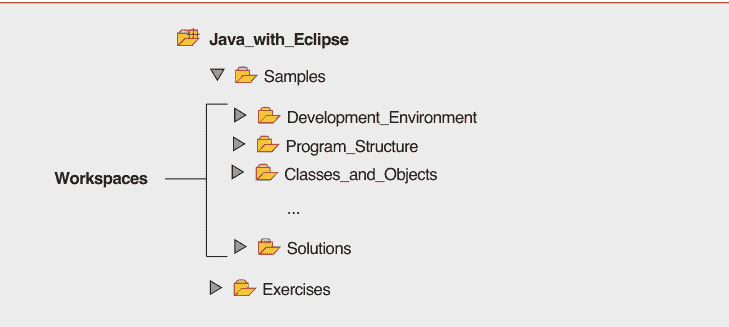 Java_with_Eclipse
Samples
Development_Environment
Program_Structure
Workspaces
Classes_and_Objects
...
Solutions
Exercises